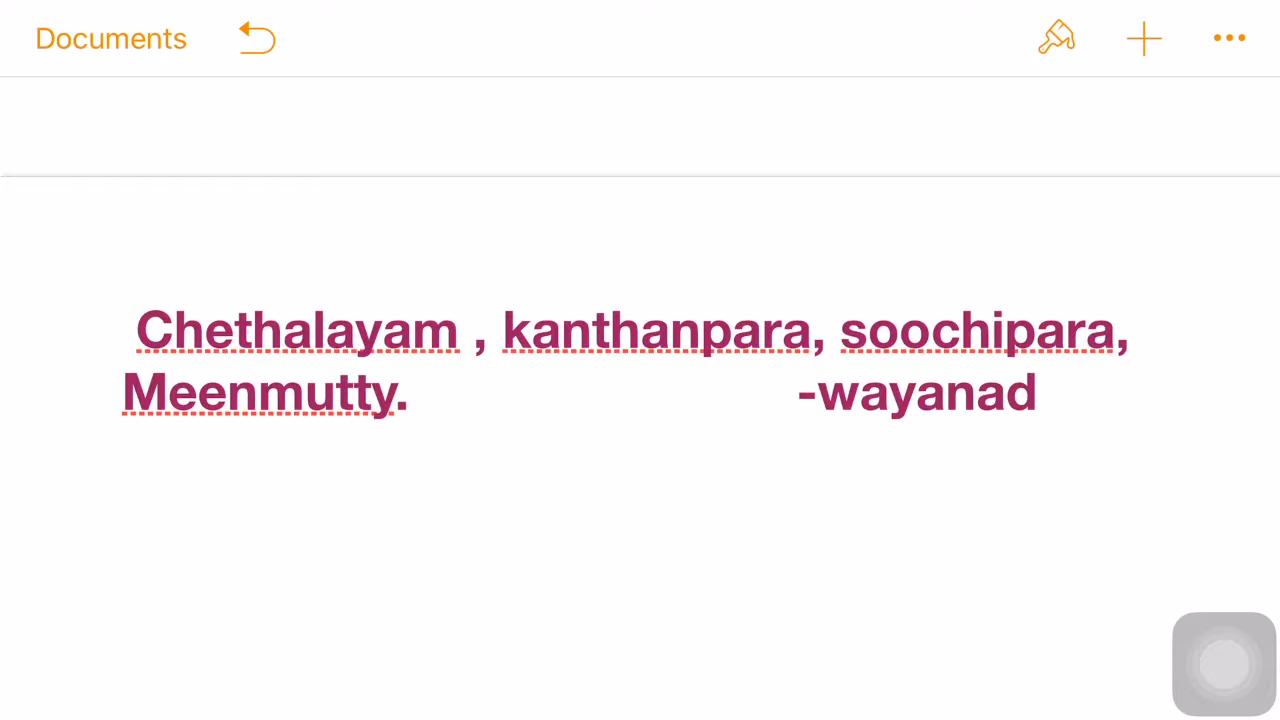 Documents
Chethalayam , kanthanpara, soochipara,
Meenmutty. -wayanad